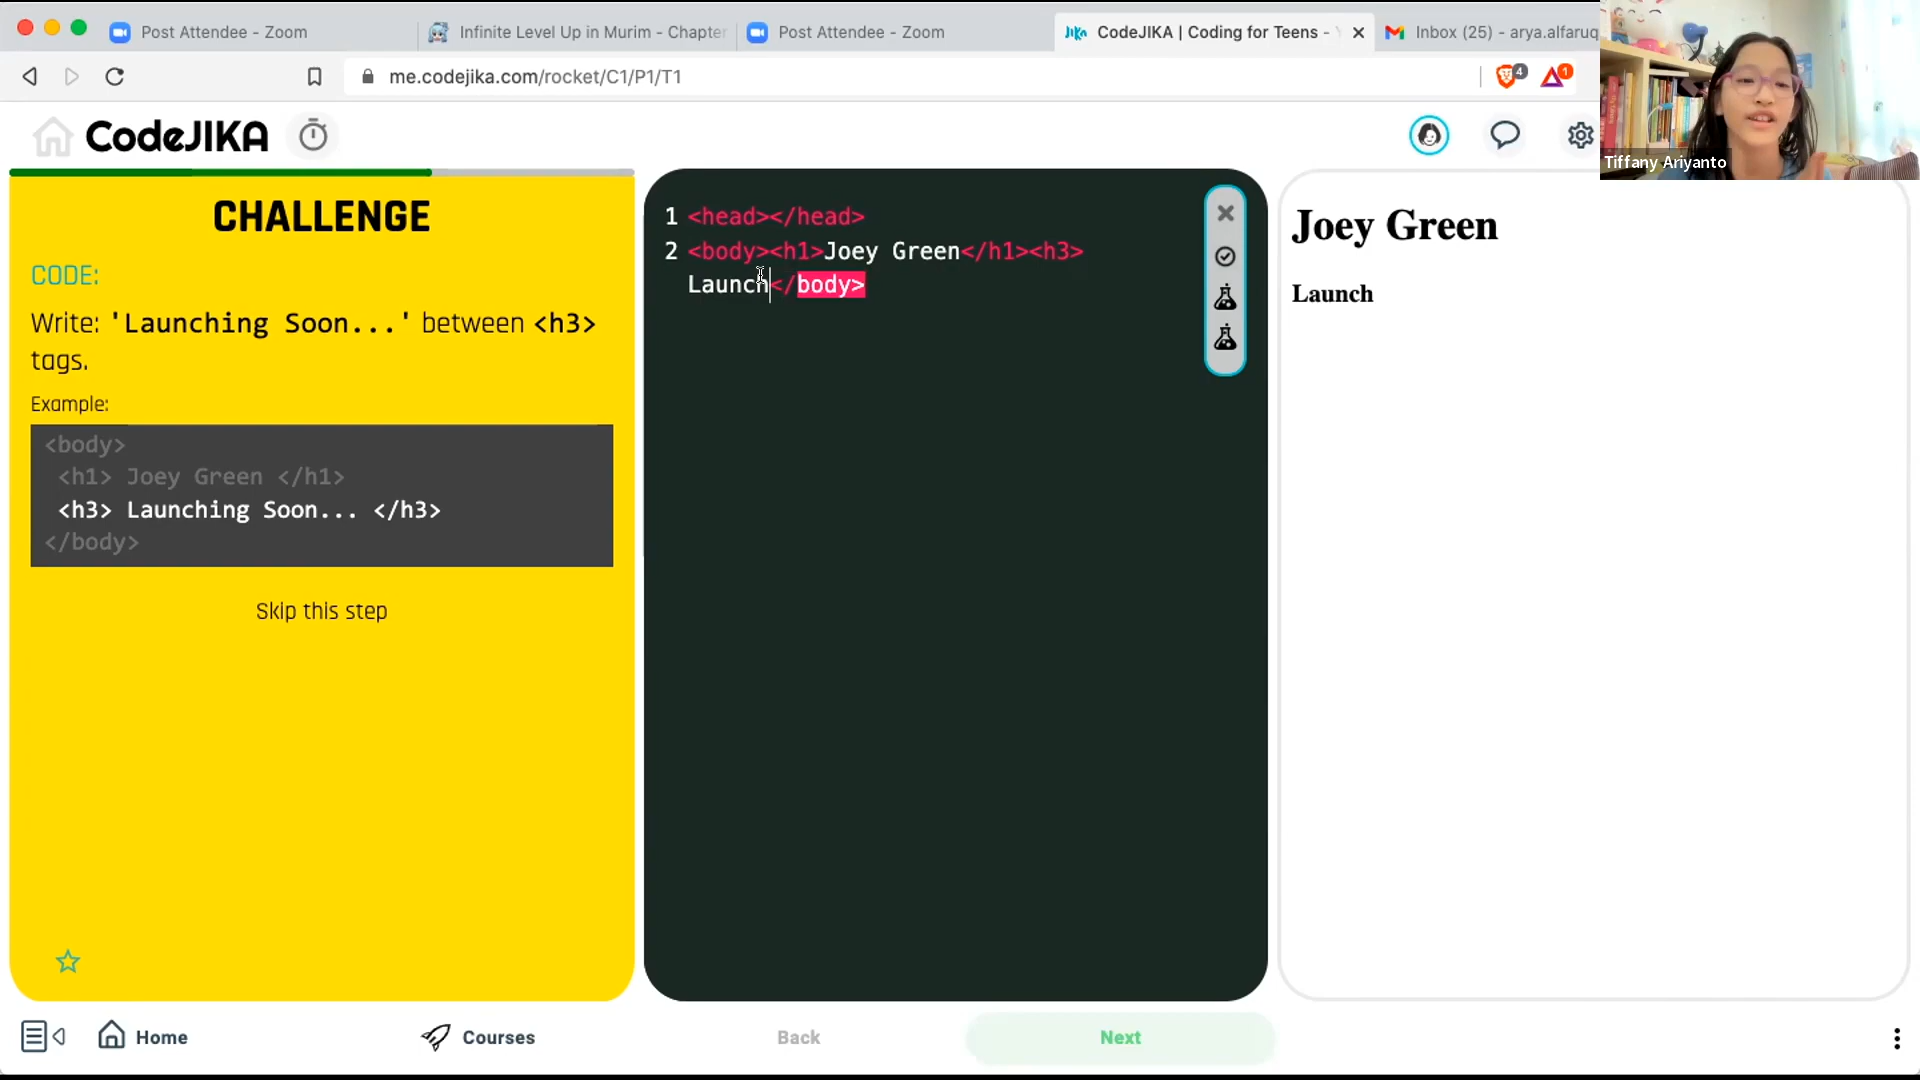 Post Attendee - Zoom
Infinite Level Up in Murim - Chapter
Post Attendee - Zoom
JIKA
CodeJIKA | Coding for Teens -
Inbox (25) - arya.alfaruq
me.codejika.com/rocket/C1/P1/T1
4
1
CodeJIKA
Tiffany Ariyanto
CHALLENGE
CODE:
Write: 'Launching Soon...' between <h3>
tags.
Example:
<body>
<h1> Joey Green </h1>
<h3> Launching Soon... </h3>
</body>
Skip this step
1 <head></head>
2 <body><h1>Joey Green</h1><h3>
Launch</body>
Joey Green
Launch
Home
Courses
Back
Next